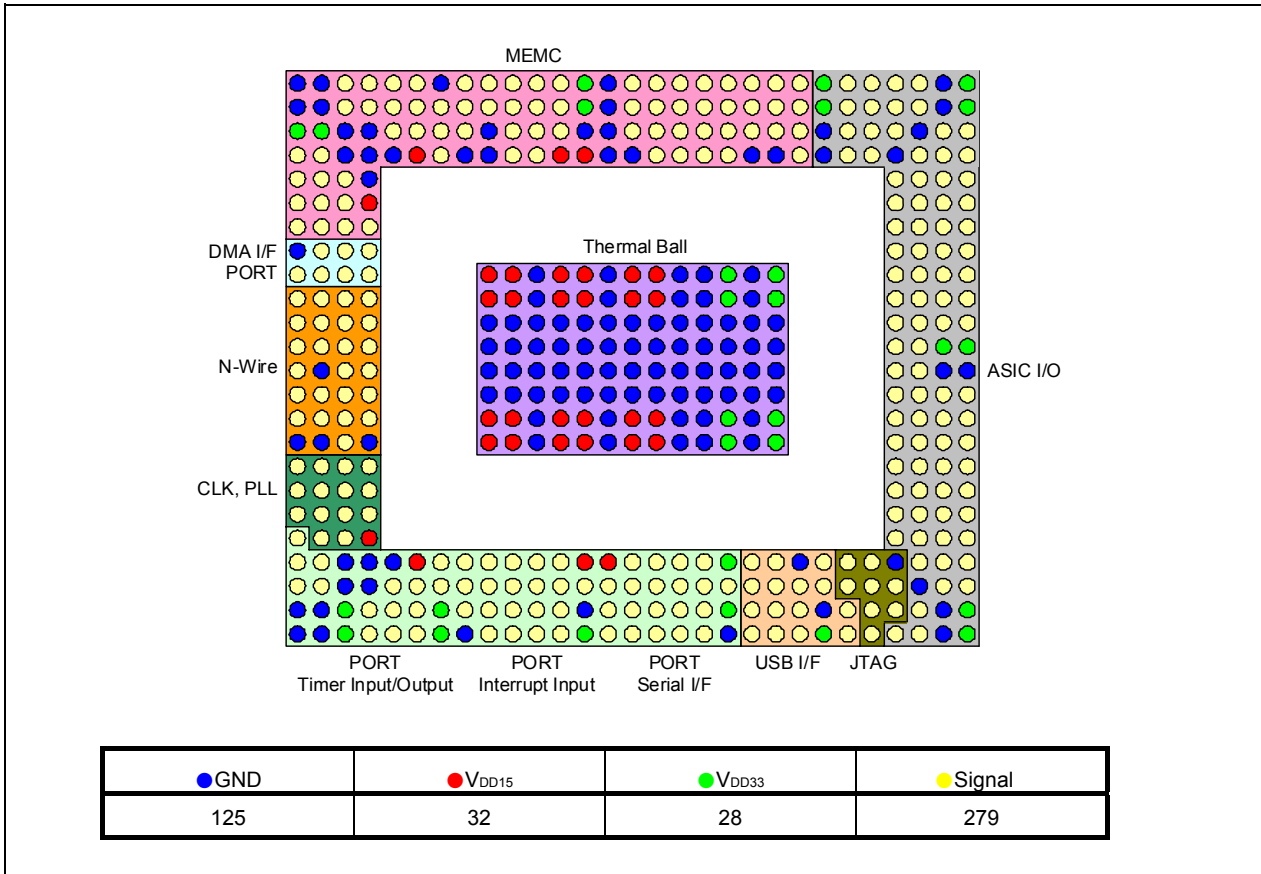 MEMC
Thermal Ball
DMA I/F
PORT
N-Wire
ASIC I/O
CLK, PLL
PORT
Timer Input/Output
PORT
Interrupt Input
PORT
Serial I/F
USB I/F
JTAG
GND
VDD15
VDD33
Signal
125
32
28
279